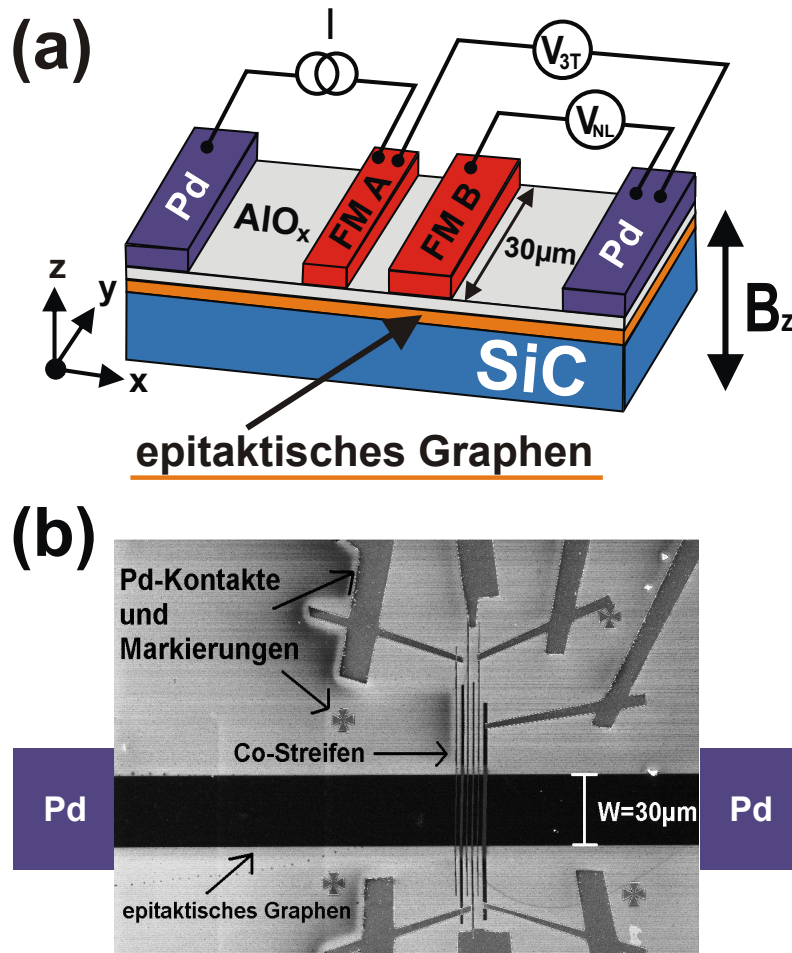 (a)
I
V3T
VNL
Pd
AlOx
FM A
FM B
30µm
Pd
z
y
x
SiC
Bz
epitaktisches Graphen
(b)
Pd-Kontakte
und
Markierungen
Co-Streifen
Pd
W=30µm
Pd
epitaktisches Graphen